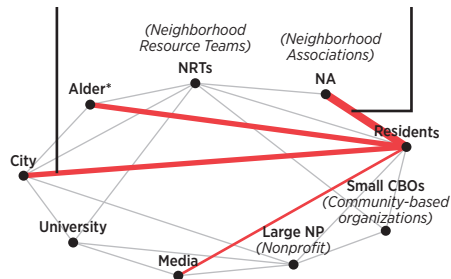 (Neighborhood
Resource Teams)
NRTs
(Neighborhood
Associations)
NA
Alder*
Residents
City
Small CBOs
(Community-based
organizations)
University
Large NP
(Nonprofit)
Media